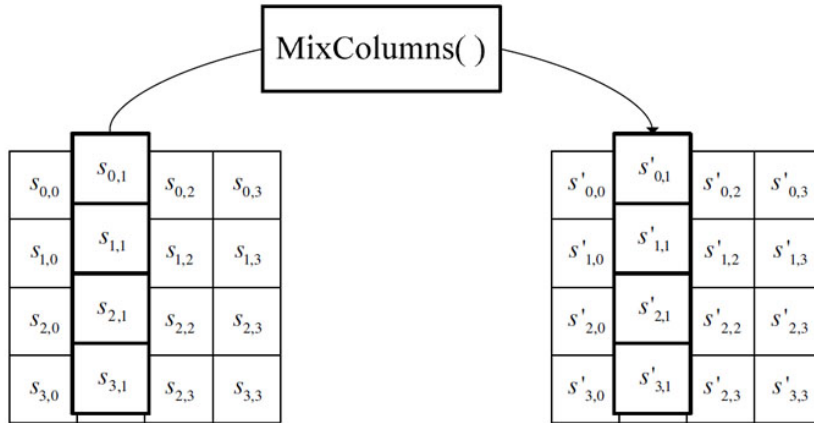 MixColumns( )
s0,0 s0,1 s0,2 s0,3
s1,0 s1,1 s1,2 s1,3
s2,0 s2,1 s2,2 s2,3
s3,0 s3,1 s2,3 s3,3
s'0,0 s'0,1 s'0,2 s'0,3
s'1,0 s'1,1 s'1,2 s'1,3
s'2,0 s'2,1 s'2,2 s'2,3
s'3,0 s'3,1 s'2,3 s'3,3